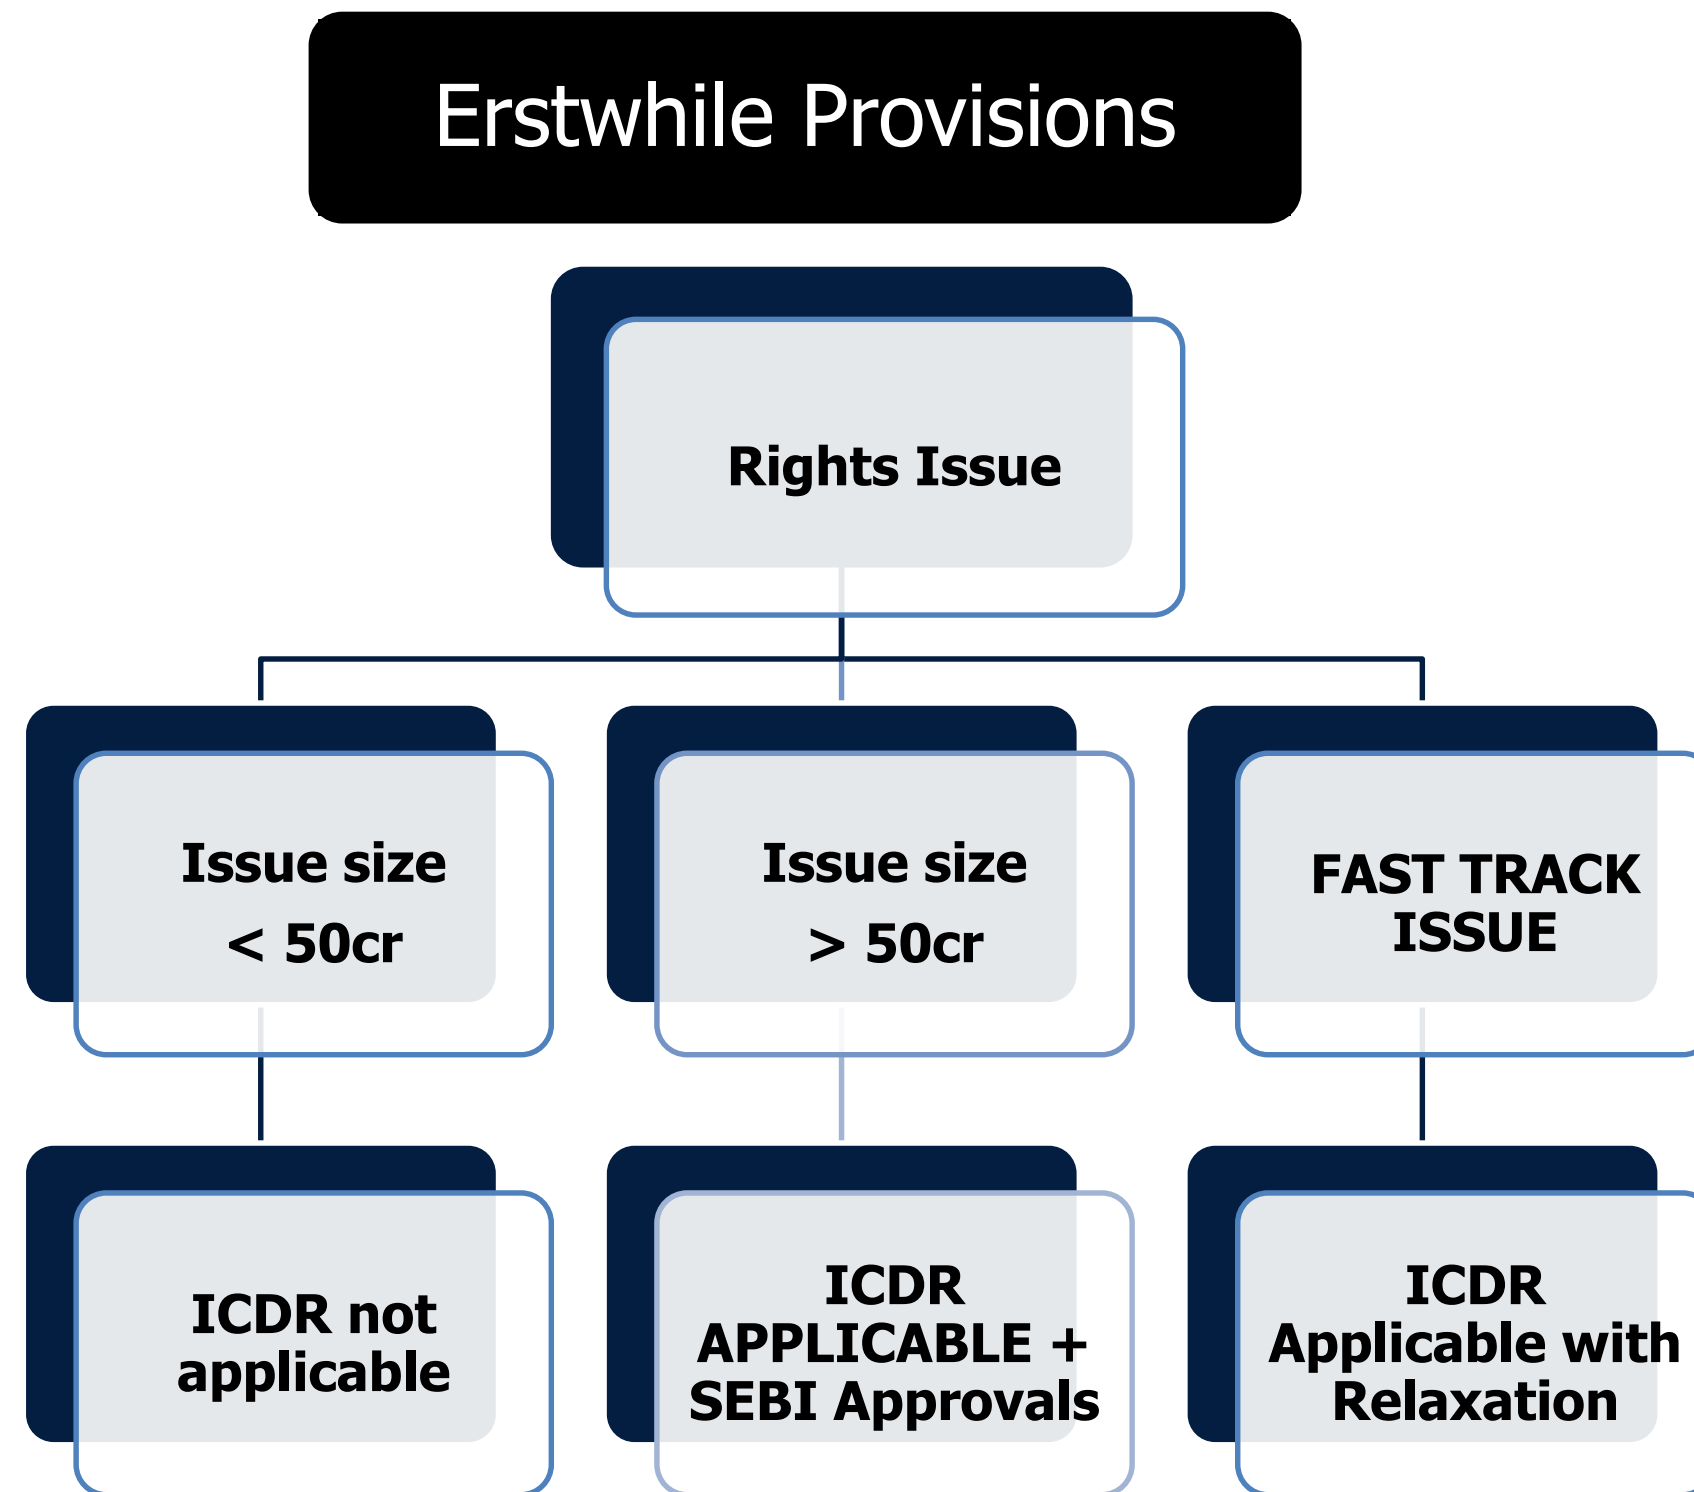 Erstwhile Provisions
Rights Issue
Issue size
< 50cr
Issue size
> 50cr
FAST TRACK
ISSUE
ICDR not
applicable
ICDR
APPLICABLE +
SEBI Approvals
ICDR
Applicable with
Relaxation